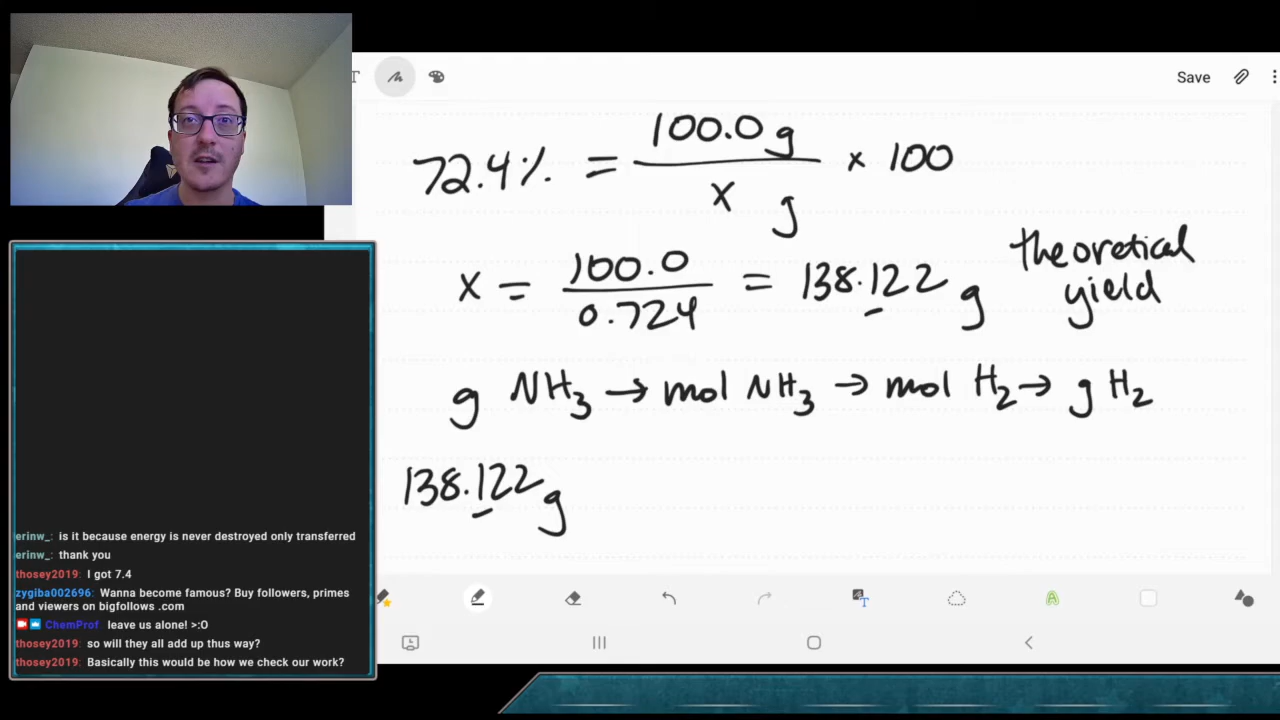 T
Save
72.4% = 100.0 g / x g × 100
x = 100.0 / 0.724 = 138.122 g theoretical yield
g NH3 → mol NH3 → mol H2 → g H2
138.122 g
erinw_: is it because energy is never destroyed only transferred
erinw_: thank you
thosey2019: I got 7.4
zygiba002696: Wanna become famous? Buy followers, primes
and viewers on bigfollows .com
ChemProf: leave us alone! >:O
thosey2019: so will they all add up thus way?
thosey2019: Basically this would be how we check our work?
T
A